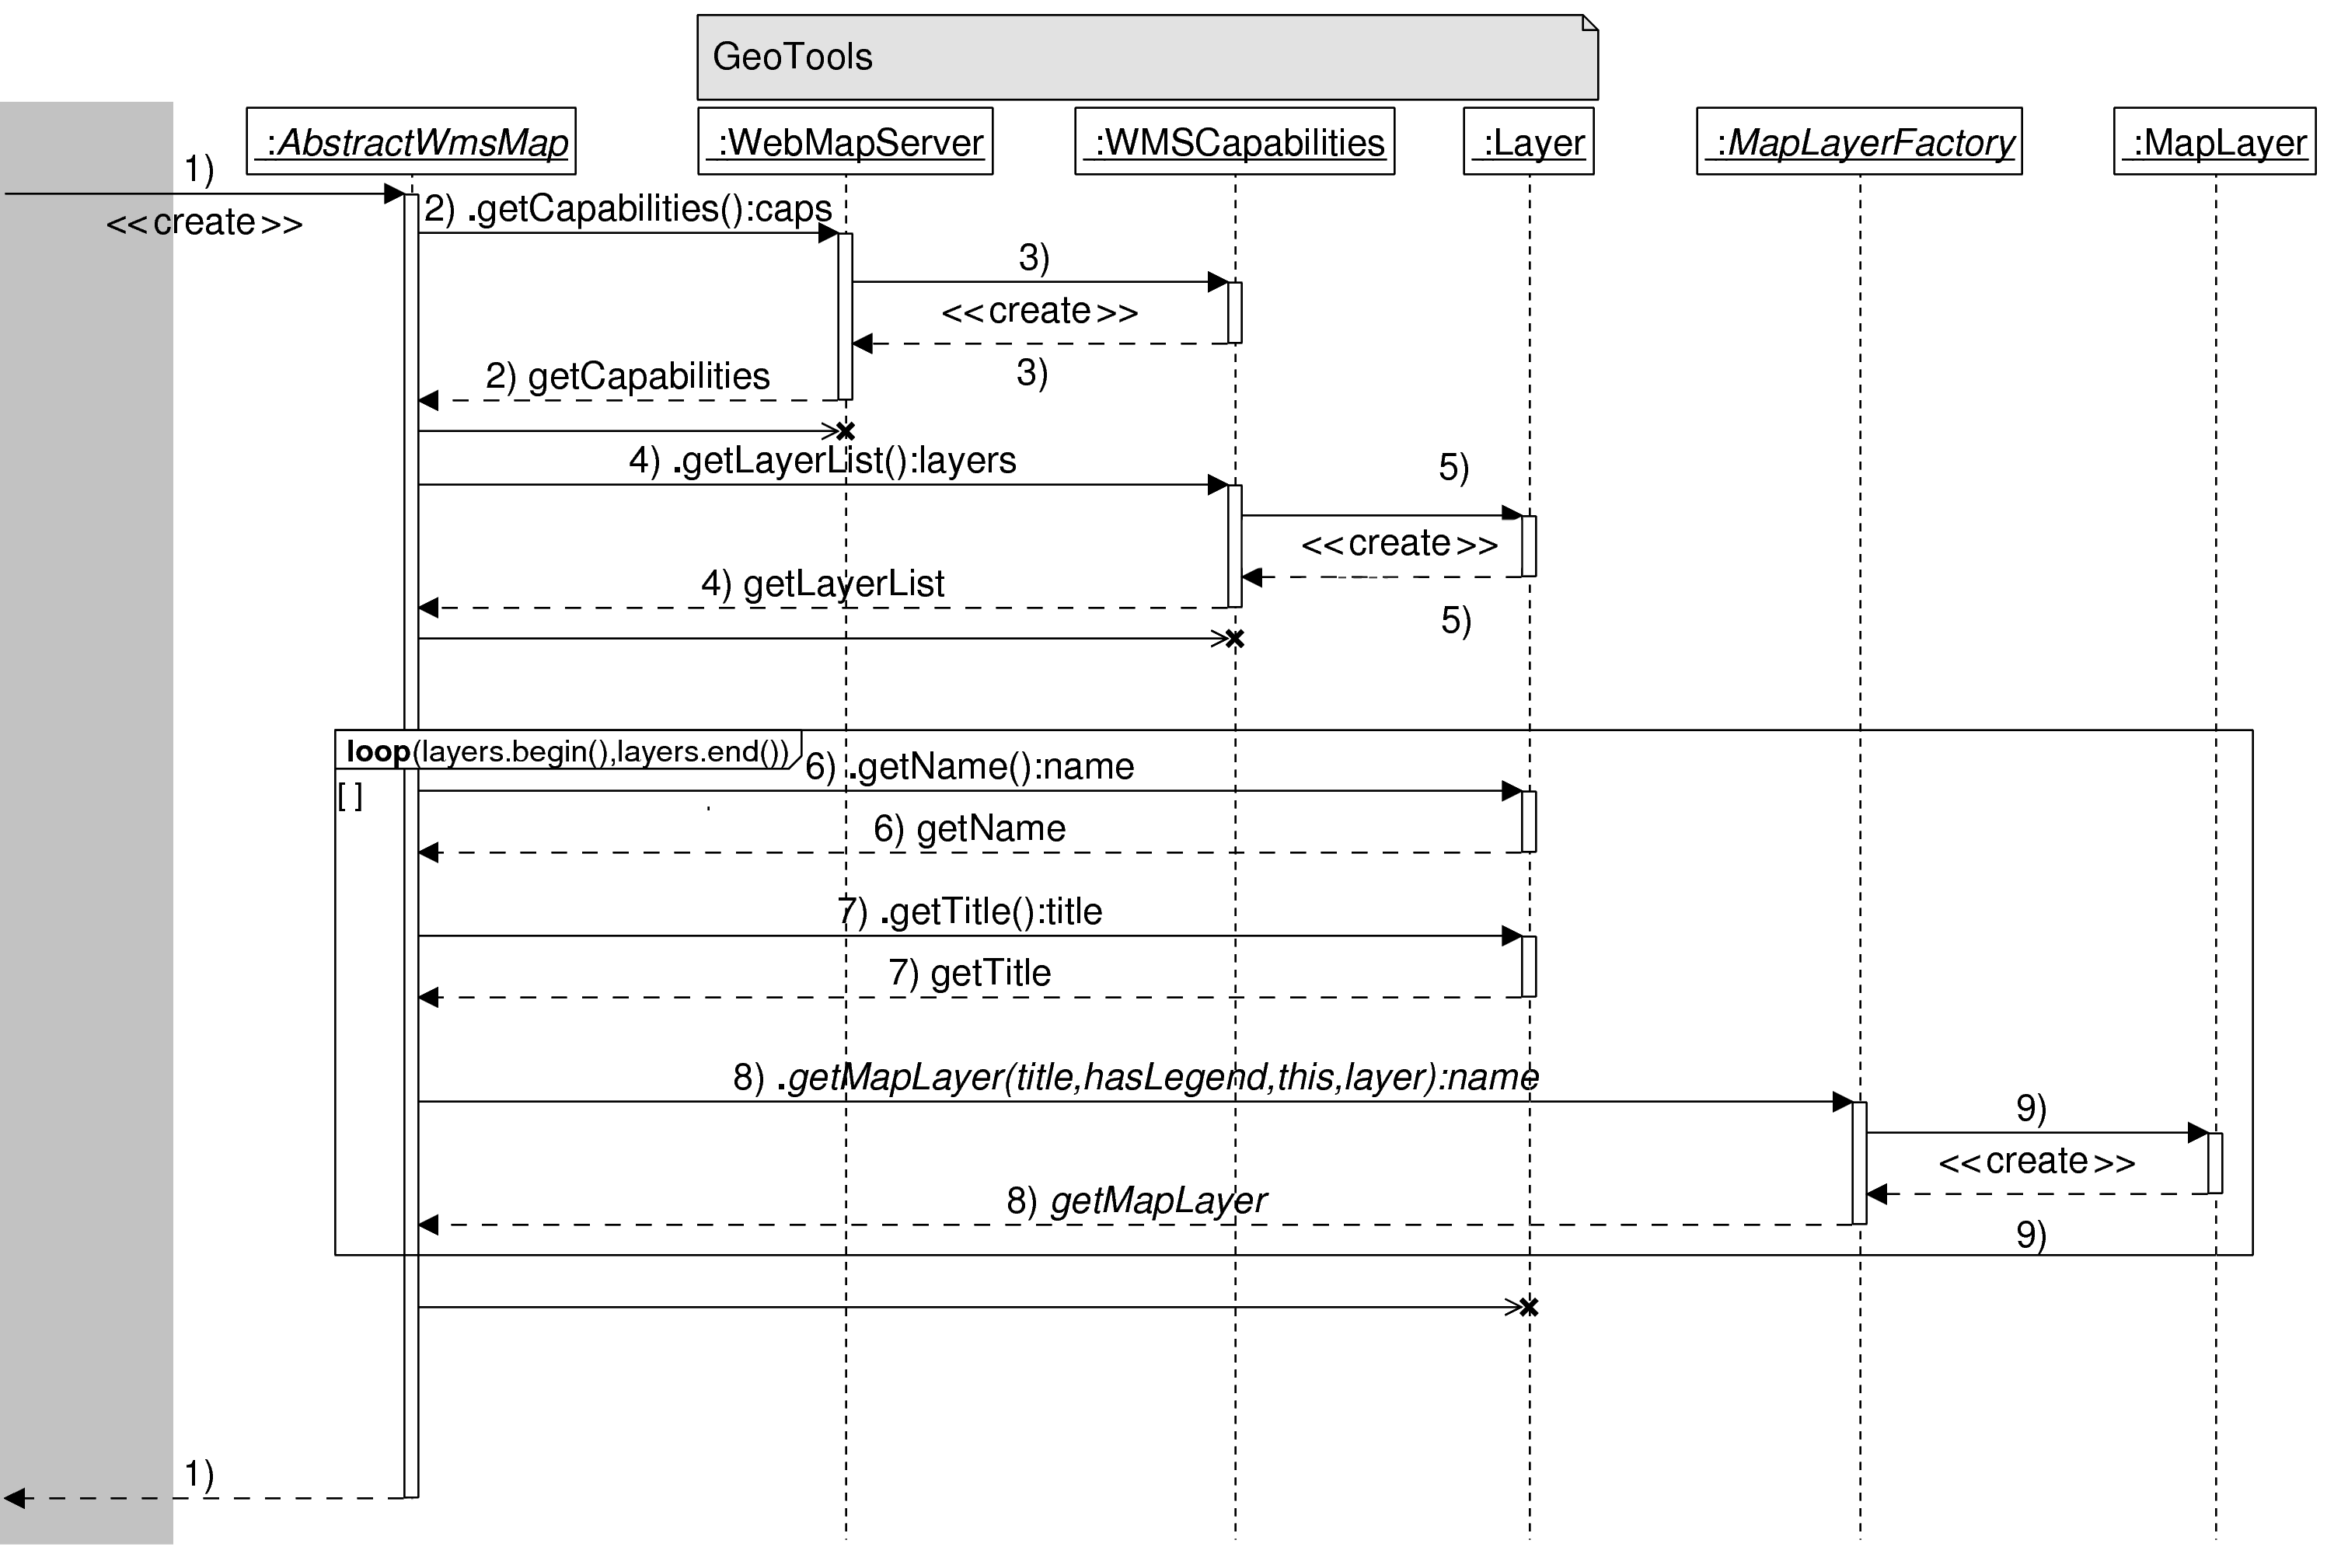 GeoTools
:AbstractWmsMap
:WebMapServer
:WMSCapabilities
:Layer
:MapLayerFactory
:MapLayer
1)
<<create>>
2) .getCapabilities():caps
3)
<<create>>
3)
2) getCapabilities
4) .getLayerList():layers
5)
<<create>>
4) getLayerList
5)
loop(layers.begin(),layers.end())
[ ]
6) .getName():name
6) getName
7) .getTitle():title
7) getTitle
8) .getMapLayer(title,hasLegend,this,layer):name
9)
<<create>>
8) getMapLayer
9)
1)